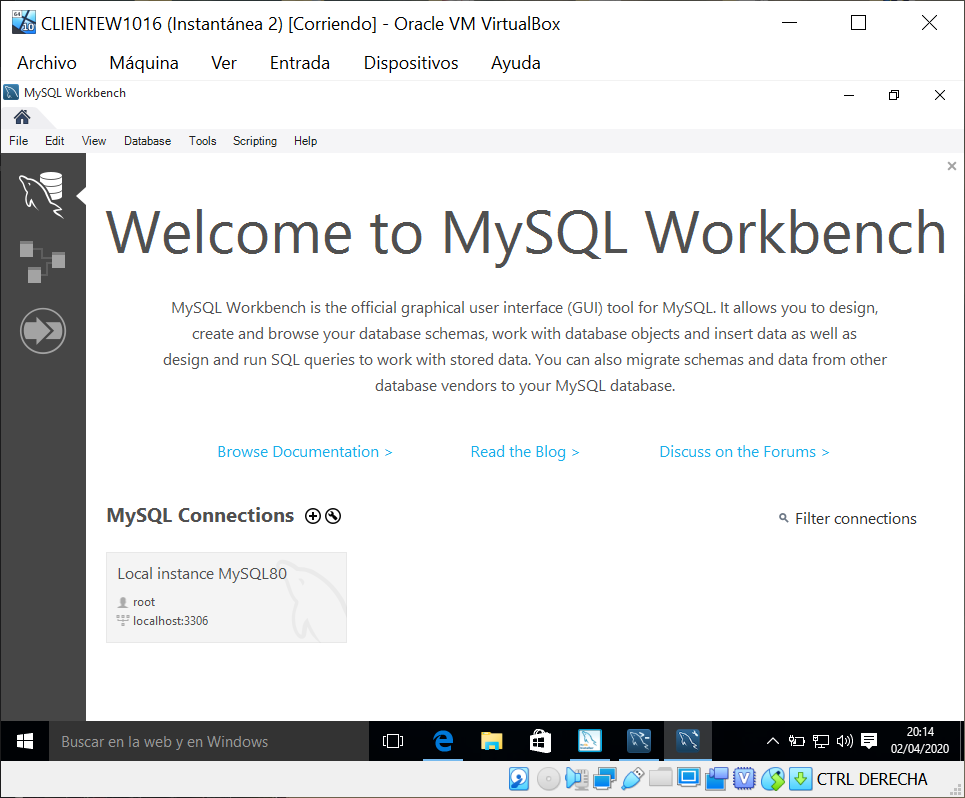 CLIENTEW1016 (Instantánea 2) [Corriendo] - Oracle VM VirtualBox
Archivo Máquina Ver Entrada Dispositivos Ayuda
MySQL Workbench
File Edit View Database Tools Scripting Help
Welcome to MySQL Workbench
MySQL Workbench is the official graphical user interface (GUI) tool for MySQL. It allows you to design,
create and browse your database schemas, work with database objects and insert data as well as
design and run SQL queries to work with stored data. You can also migrate schemas and data from other
database vendors to your MySQL database.
Browse Documentation > Read the Blog > Discuss on the Forums >
MySQL Connections Filter connections
Local instance MySQL80
root
localhost:3306
Buscar en la web y en Windows
20:14
02/04/2020
CTRL DERECHA